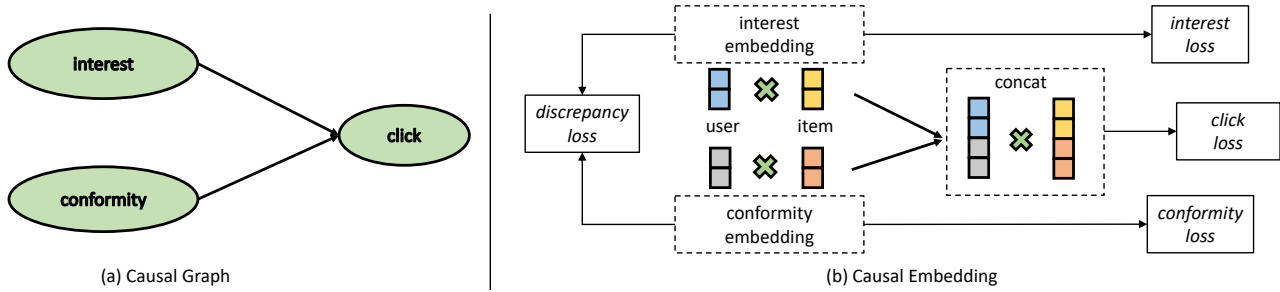 interest
conformity
click
(a) Causal Graph
interest
embedding
interest
loss
discrepancy
loss
user
item
concat
click
loss
conformity
embedding
conformity
loss
(b) Causal Embedding